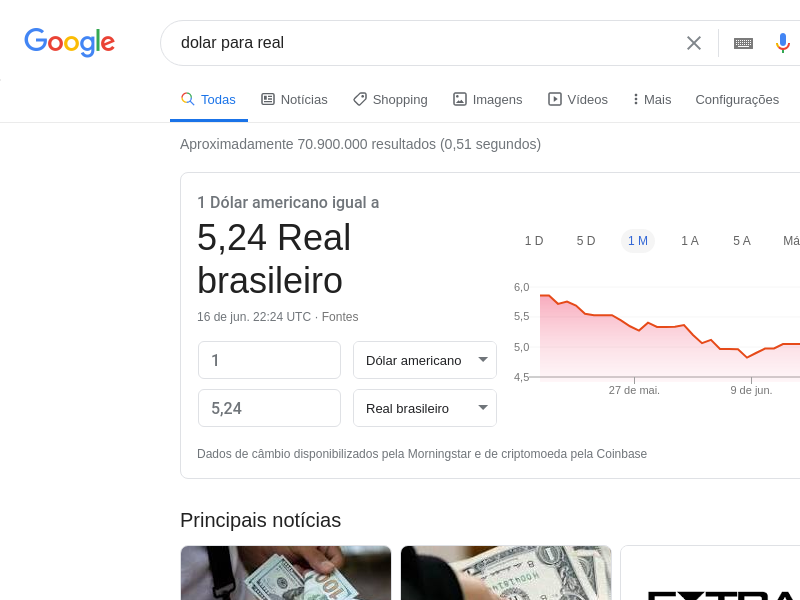 Google
dolar para real
Todas Notícias Shopping Imagens Vídeos Mais Configurações
Aproximadamente 70.900.000 resultados (0,51 segundos)
1 Dólar americano igual a
5,24 Real
brasileiro
16 de jun. 22:24 UTC · Fontes
1 Dólar americano
5,24 Real brasileiro
1 D 5 D 1 M 1 A 5 A Má
6,0
5,5
5,0
4,5
27 de mai. 9 de jun.
Dados de câmbio disponibilizados pela Morningstar e de criptomoeda pela Coinbase
Principais notícias
EXTRA